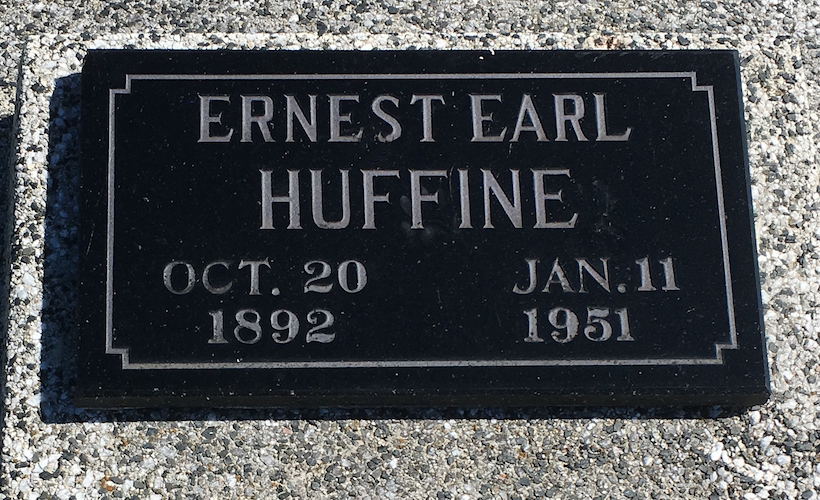 ERNEST EARL
HUFFINE
OCT. 20 JAN. 11
1892 1951